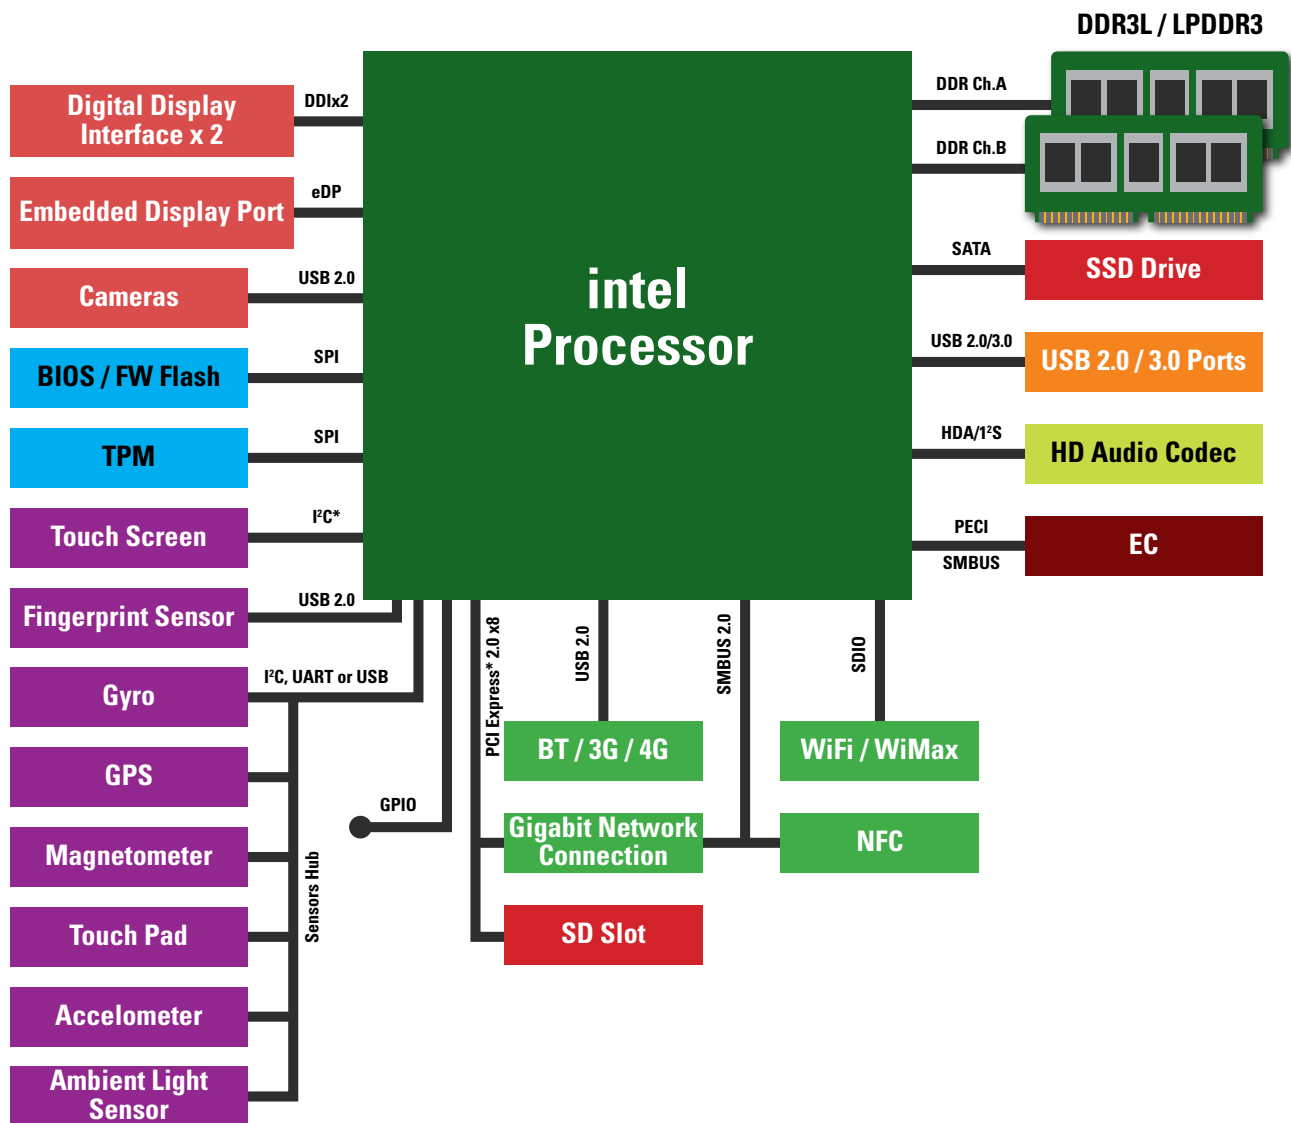 DDR3L / LPDDR3
Digital Display
Interface x 2
DDIx2
Embedded Display Port
eDP
Cameras
USB 2.0
BIOS / FW Flash
SPI
TPM
SPI
Touch Screen
I²C*
Fingerprint Sensor
USB 2.0
Gyro
I²C, UART or USB
GPS
Magnetometer
Touch Pad
Accelometer
Ambient Light
Sensor
Sensors Hub
GPIO
intel
Processor
DDR Ch.A
DDR Ch.B
SATA
SSD Drive
USB 2.0/3.0
USB 2.0 / 3.0 Ports
HDA/1²S
HD Audio Codec
PECI
SMBUS
EC
PCI Express* 2.0 x8
USB 2.0
SMBUS 2.0
SDIO
BT / 3G / 4G
WiFi / WiMax
Gigabit Network
Connection
NFC
SD Slot